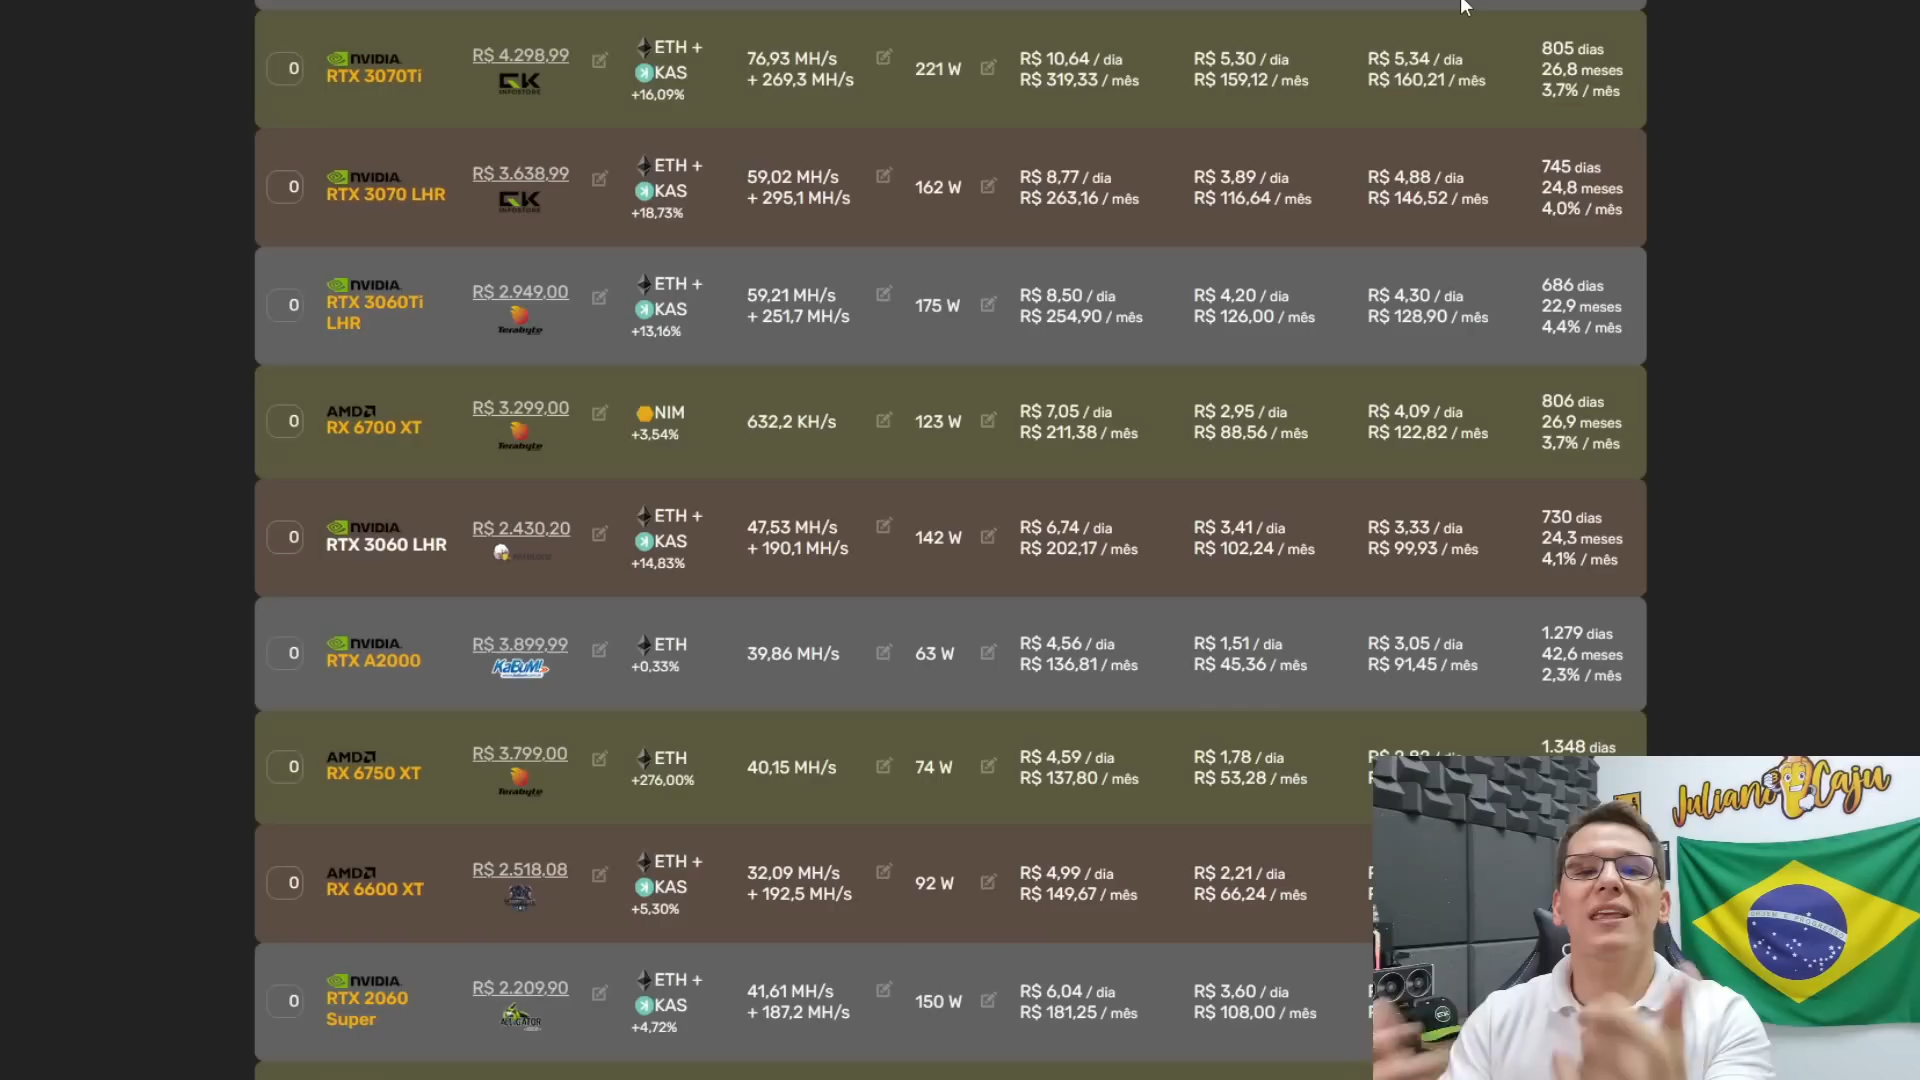 0
NVIDIA
RTX 3070Ti
R$ 4.298,99
GK
INFOSTORE
ETH +
KAS
+16,09%
76,93 MH/s
+ 269,3 MH/s
221 W
R$ 10,64 / dia
R$ 319,33 / mês
R$ 5,30 / dia
R$ 159,12 / mês
R$ 5,34 / dia
R$ 160,21 / mês
805 dias
26,8 meses
3,7% / mês
0
NVIDIA
RTX 3070 LHR
R$ 3.638,99
GK
INFOSTORE
ETH +
KAS
+18,73%
59,02 MH/s
+ 295,1 MH/s
162 W
R$ 8,77 / dia
R$ 263,16 / mês
R$ 3,89 / dia
R$ 116,64 / mês
R$ 4,88 / dia
R$ 146,52 / mês
745 dias
24,8 meses
4,0% / mês
0
NVIDIA
RTX 3060Ti
LHR
R$ 2.949,00
Terabyte
ETH +
KAS
+13,16%
59,21 MH/s
+ 251,7 MH/s
175 W
R$ 8,50 / dia
R$ 254,90 / mês
R$ 4,20 / dia
R$ 126,00 / mês
R$ 4,30 / dia
R$ 128,90 / mês
686 dias
22,9 meses
4,4% / mês
0
AMD
RX 6700 XT
R$ 3.299,00
Terabyte
NIM
+3,54%
632,2 KH/s
123 W
R$ 7,05 / dia
R$ 211,38 / mês
R$ 2,95 / dia
R$ 88,56 / mês
R$ 4,09 / dia
R$ 122,82 / mês
806 dias
26,9 meses
3,7% / mês
0
NVIDIA
RTX 3060 LHR
R$ 2.430,20
ETH +
KAS
+14,83%
47,53 MH/s
+ 190,1 MH/s
142 W
R$ 6,74 / dia
R$ 202,17 / mês
R$ 3,41 / dia
R$ 102,24 / mês
R$ 3,33 / dia
R$ 99,93 / mês
730 dias
24,3 meses
4,1% / mês
0
NVIDIA
RTX A2000
R$ 3.899,99
KaBuM!
ETH
+0,33%
39,86 MH/s
63 W
R$ 4,56 / dia
R$ 136,81 / mês
R$ 1,51 / dia
R$ 45,36 / mês
R$ 3,05 / dia
R$ 91,45 / mês
1.279 dias
42,6 meses
2,3% / mês
0
AMD
RX 6750 XT
R$ 3.799,00
Terabyte
ETH
+276,00%
40,15 MH/s
74 W
R$ 4,59 / dia
R$ 137,80 / mês
R$ 1,78 / dia
R$ 53,28 / mês
1.348 dias
0
AMD
RX 6600 XT
R$ 2.518,08
ETH +
KAS
+5,30%
32,09 MH/s
+ 192,5 MH/s
92 W
R$ 4,99 / dia
R$ 149,67 / mês
R$ 2,21 / dia
R$ 66,24 / mês
0
NVIDIA
RTX 2060
Super
R$ 2.209,90
ALLIGATOR
ETH +
KAS
+4,72%
41,61 MH/s
+ 187,2 MH/s
150 W
R$ 6,04 / dia
R$ 181,25 / mês
R$ 3,60 / dia
R$ 108,00 / mês
Juliano Caju
ORDEM E PROGRESSO